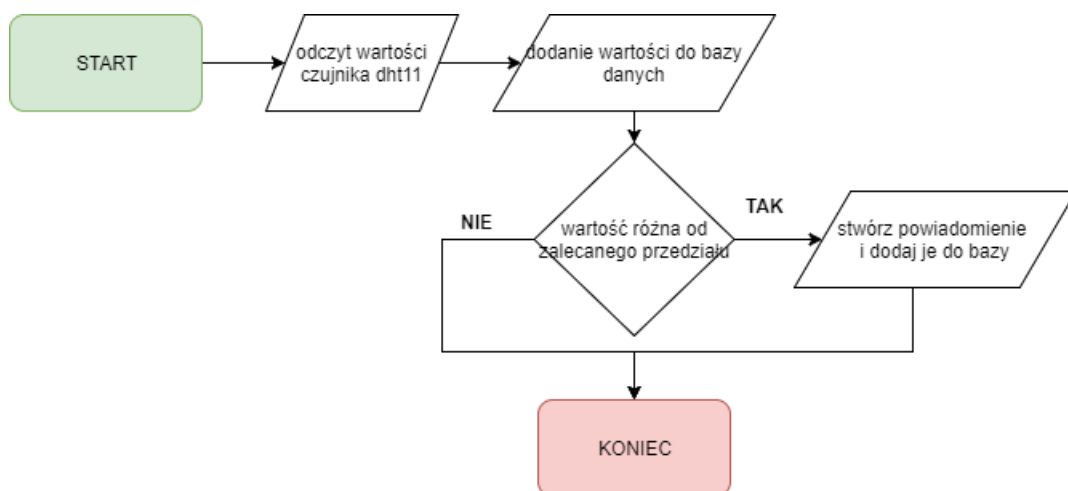 START
odczyt wartości
czujnika dht11
dodanie wartości do bazy
danych
NIE
wartość różna od
zalecanego przedziału
TAK
stwórz powiadomienie
i dodaj je do bazy
KONIEC